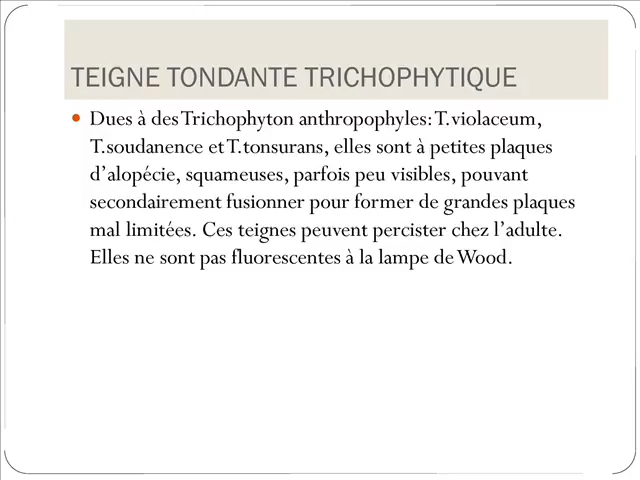 TEIGNE TONDANTE TRICHOPHYTIQUE
• Dues à des Trichophyton anthropophyles: T.violaceum,
T.soudanence et T.tonsurans, elles sont à petites plaques
d’alopécie, squameuses, parfois peu visibles, pouvant
secondairement fusionner pour former de grandes plaques
mal limitées. Ces teignes peuvent percister chez l’adulte.
Elles ne sont pas fluorescentes à la lampe de Wood.